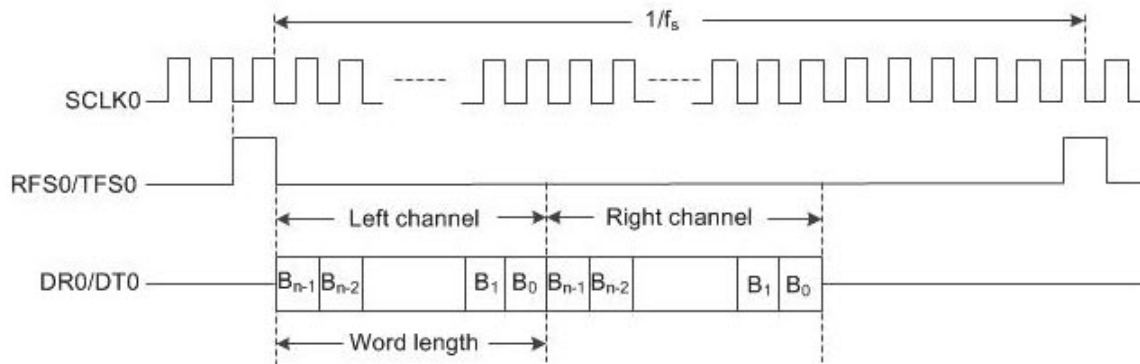 1/fs
SCLK0
RFS0/TFS0
Left channel
Right channel
DR0/DT0
Bn-1 Bn-2 B1 B0 Bn-1 Bn-2 B1 B0
Word length